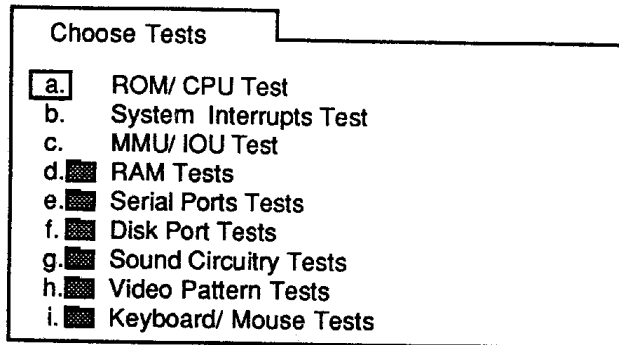 Choose Tests
a. ROM/ CPU Test
b. System Interrupts Test
c. MMU/ IOU Test
d. RAM Tests
e. Serial Ports Tests
f. Disk Port Tests
g. Sound Circuitry Tests
h. Video Pattern Tests
i. Keyboard/ Mouse Tests